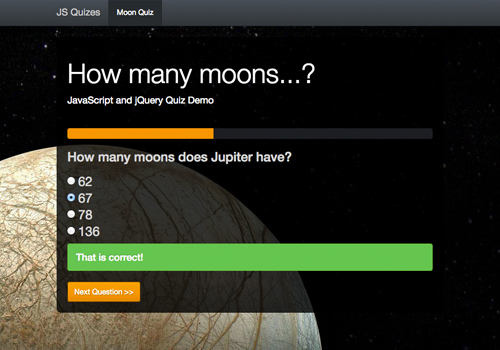 JS Quizes Moon Quiz
How many moons...?
JavaScript and jQuery Quiz Demo
How many moons does Jupiter have?
62
67
78
136
That is correct!
Next Question >>